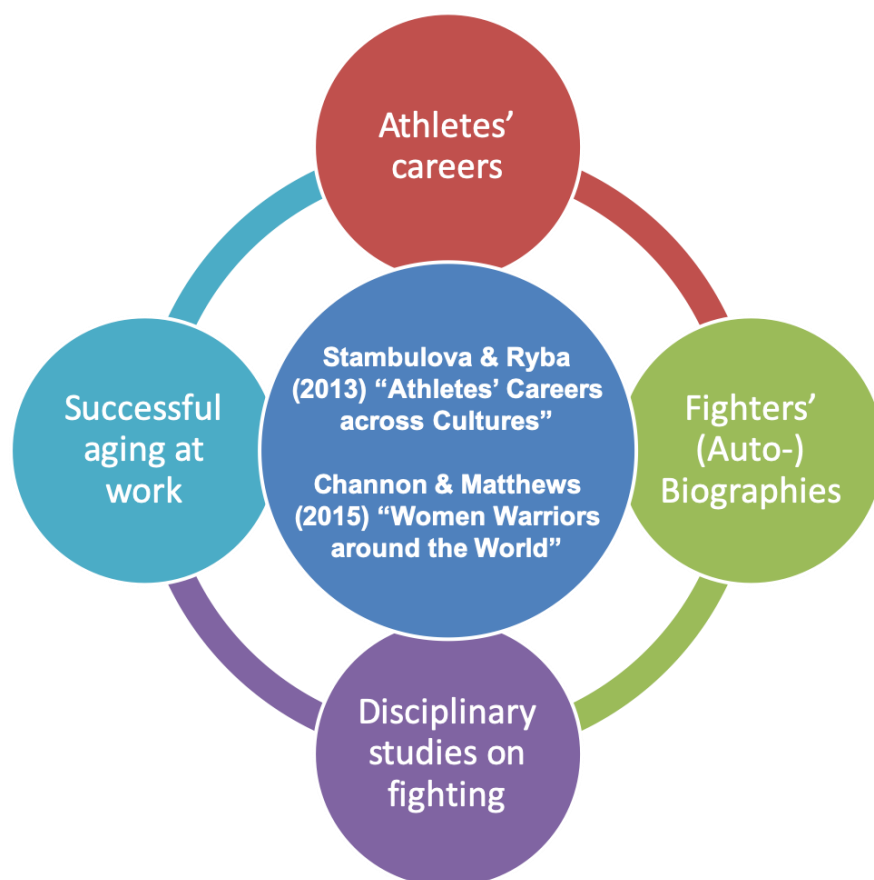 Athletes’
careers
Stambulova & Ryba
(2013) “Athletes’ Careers
across Cultures”
Channon & Matthews
(2015) “Women Warriors
around the World”
Successful
aging at
work
Fighters’
(Auto-)
Biographies
Disciplinary
studies on
fighting